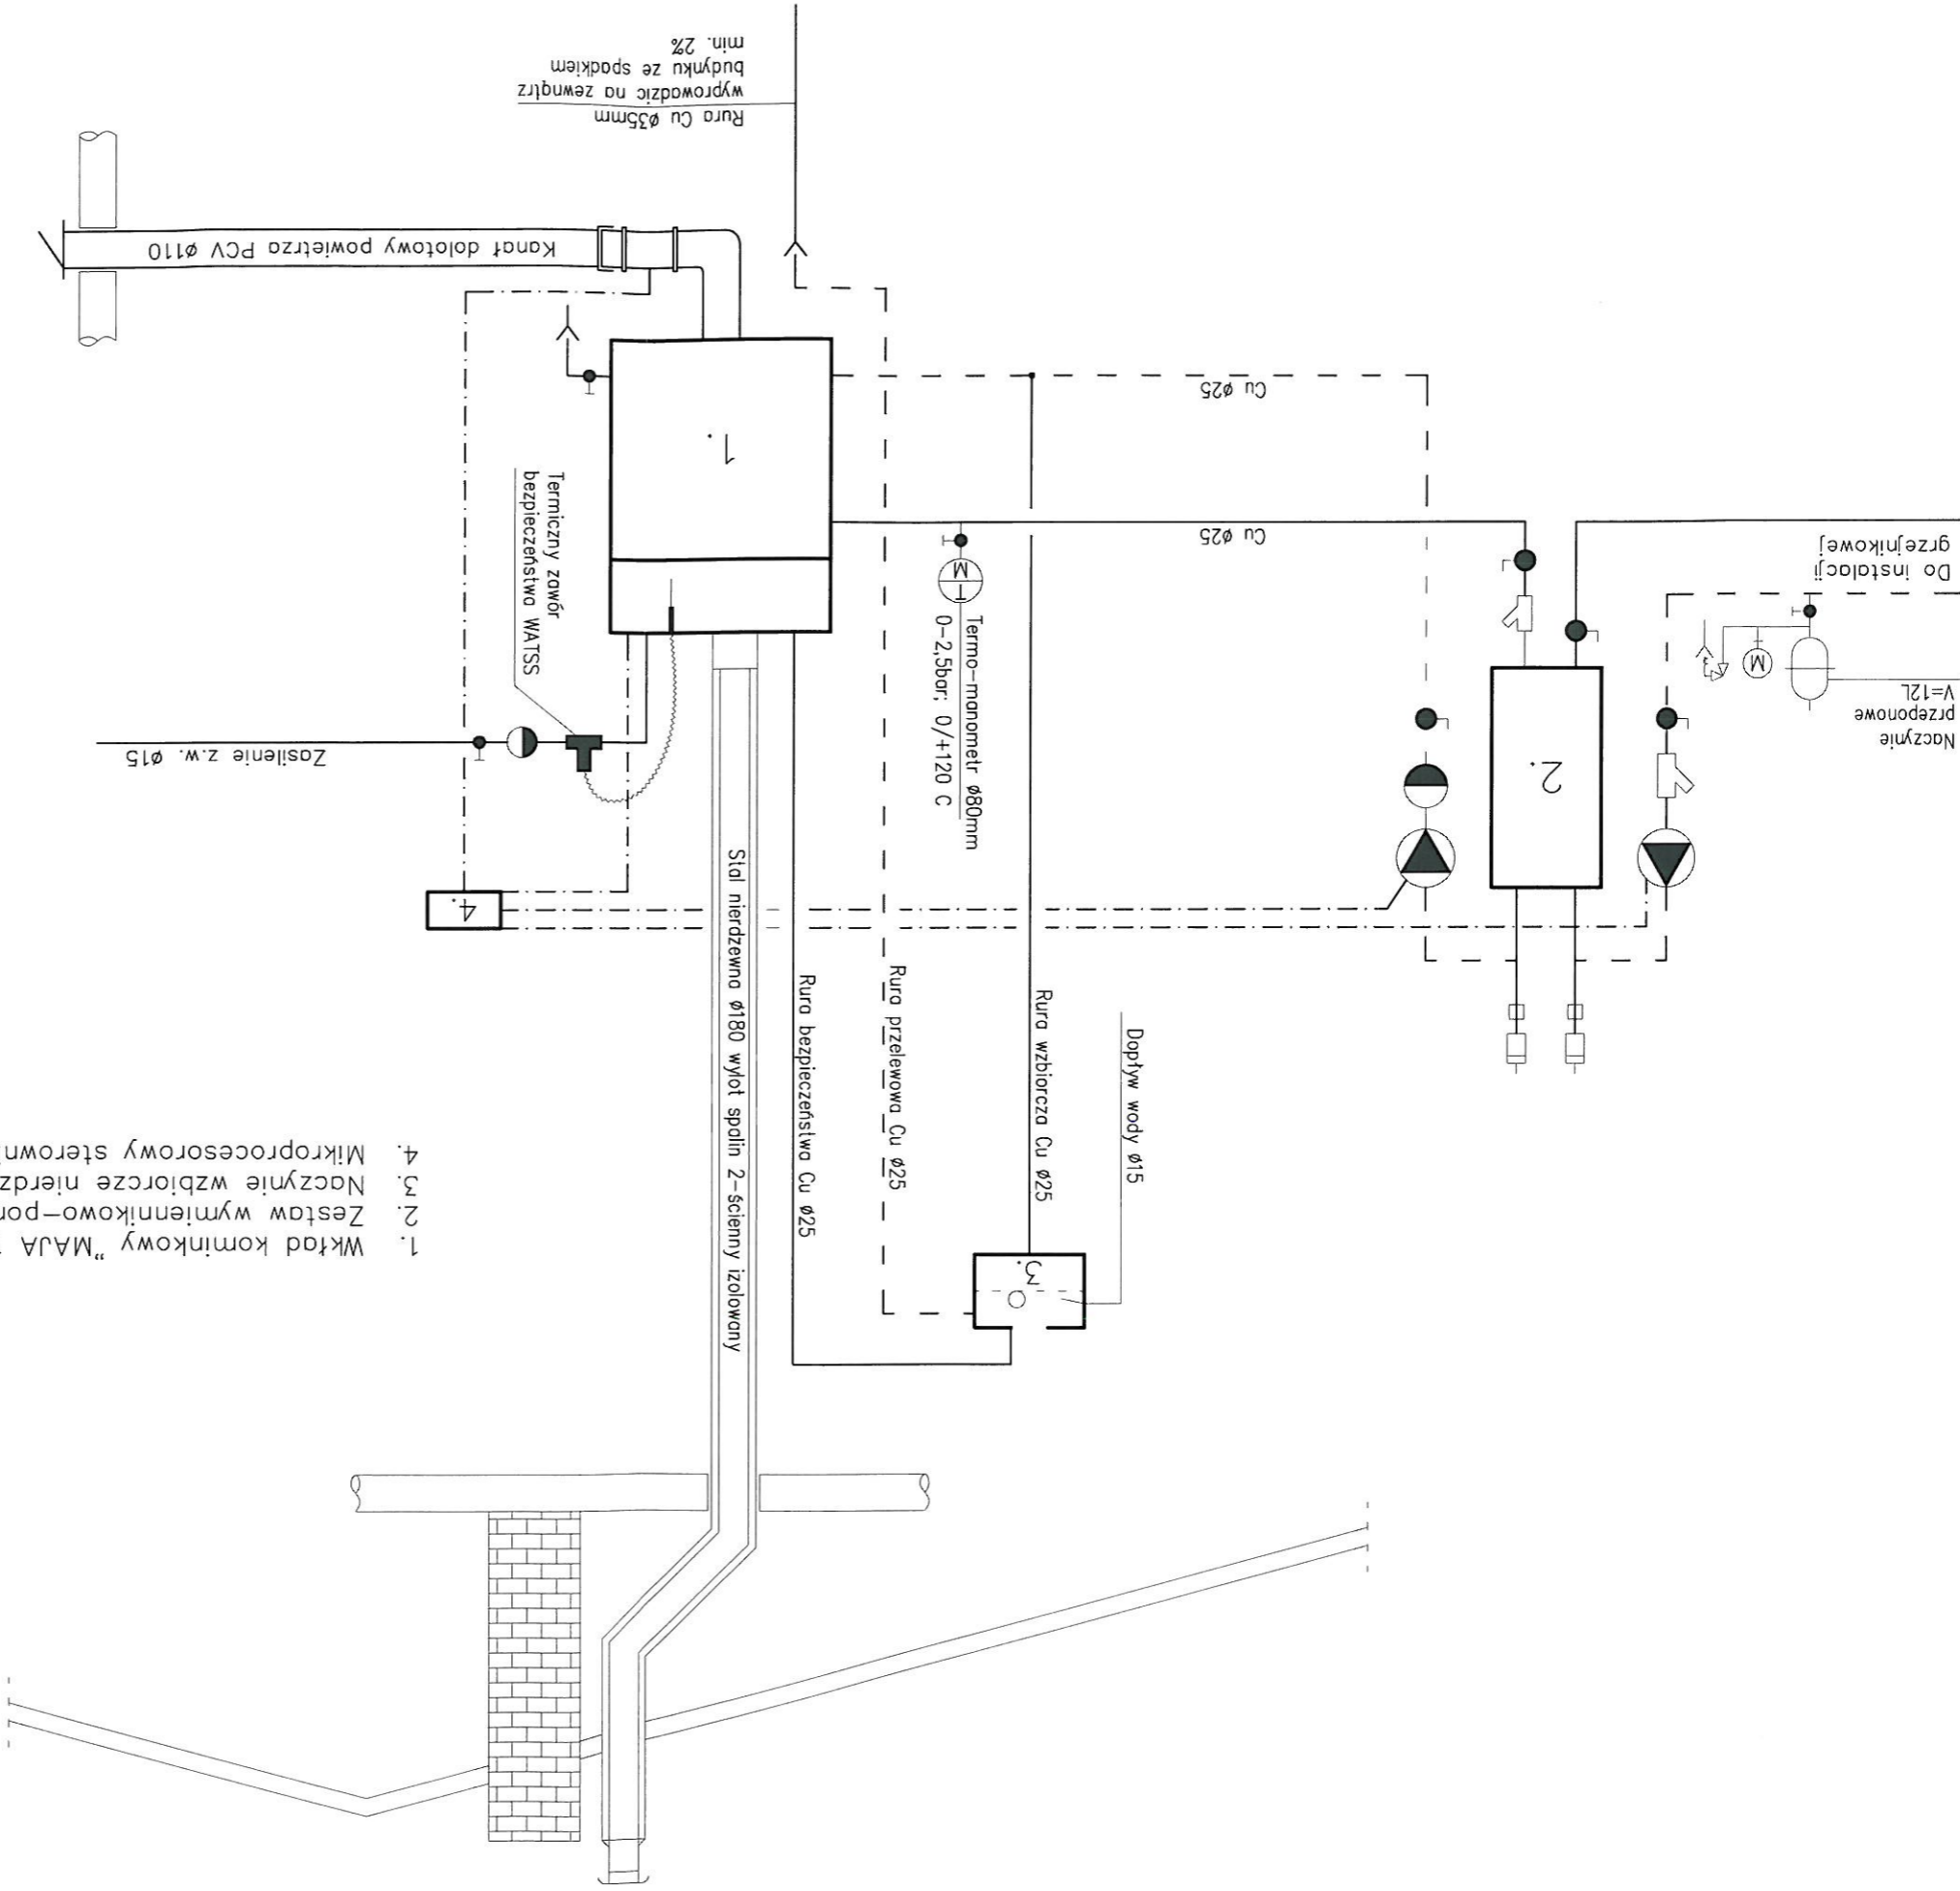 1. Wkład kominkowy "MAJA
2. Zestaw wymiennikowo-
3. Naczynie wzbiorcze
4. Mikroprocesorowy
Dopływ wody ø15
3.
Rura wzbiorcza Cu ø25
Rura przelewowa Cu ø25
Rura bezpieczeństwa Cu ø25
Stal nierdzewna ø180 wylot spalin 2-ścienny izolowany
4.
Naczynie
przeponowe
V=12L
M
2.
Zasilenie z.w. ø15
Termo-manometr ø80mm
0-2,5bar; 0/+120 C
T
M
Termiczny zawór
bezpieczeństwa WATSS
Do instalacji
grzejnikowej
Cu ø25
1.
Cu ø25
Kanał dolotowy powietrza PCV ø110
Rura Cu ø35mm
wyprowadzic na zewnątrz
budynku ze spadkiem
min. 2%